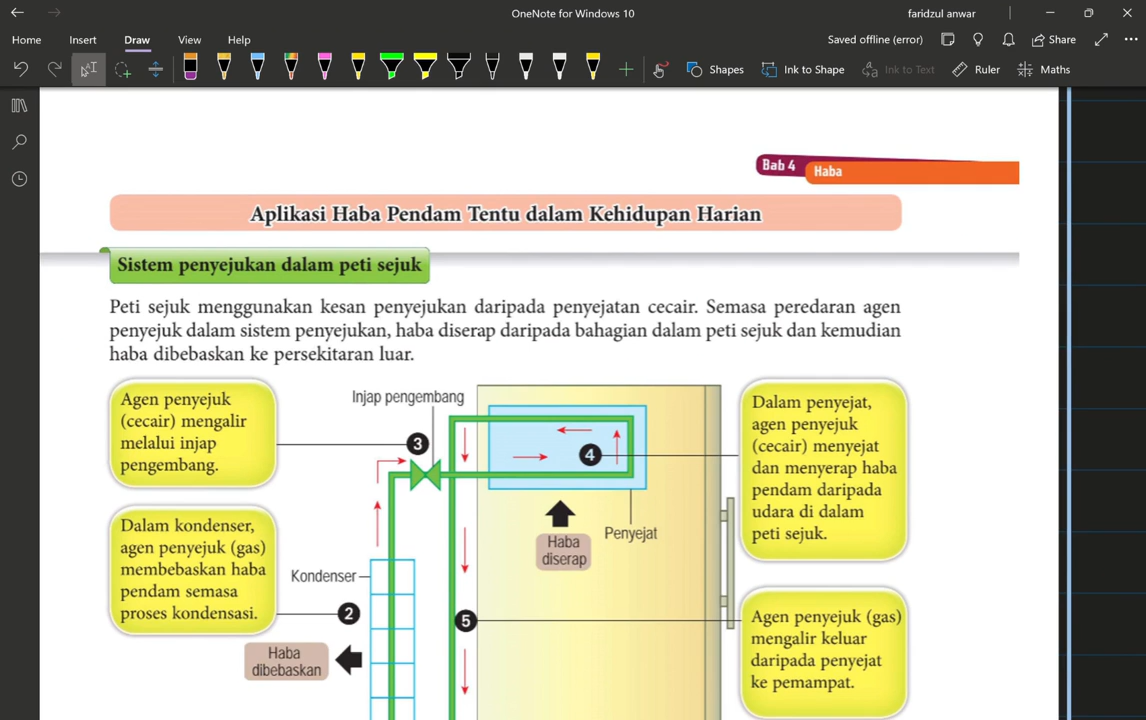 OneNote for Windows 10
faridzul anwar
Home Insert Draw View Help
Saved offline (error)
Share
Shapes
Ink to Shape
Ink to Text
Ruler
Maths
Bab 4
Haba
Aplikasi Haba Pendam Tentu dalam Kehidupan Harian
Sistem penyejukan dalam peti sejuk
Peti sejuk menggunakan kesan penyejukan daripada penyejatan cecair. Semasa peredaran agen
penyejuk dalam sistem penyejukan, haba diserap daripada bahagian dalam peti sejuk dan kemudian
haba dibebaskan ke persekitaran luar.
Agen penyejuk
(cecair) mengalir
melalui injap
pengembang.
Injap pengembang
3
4
Dalam penyejat,
agen penyejuk
(cecair) menyejat
dan menyerap haba
pendam daripada
udara di dalam
peti sejuk.
Penyejat
Haba
diserap
Dalam kondenser,
agen penyejuk (gas)
membebaskan haba
pendam semasa
proses kondensasi.
Kondenser
2
5
Haba
dibebaskan
Agen penyejuk (gas)
mengalir keluar
daripada penyejat
ke pemampat.